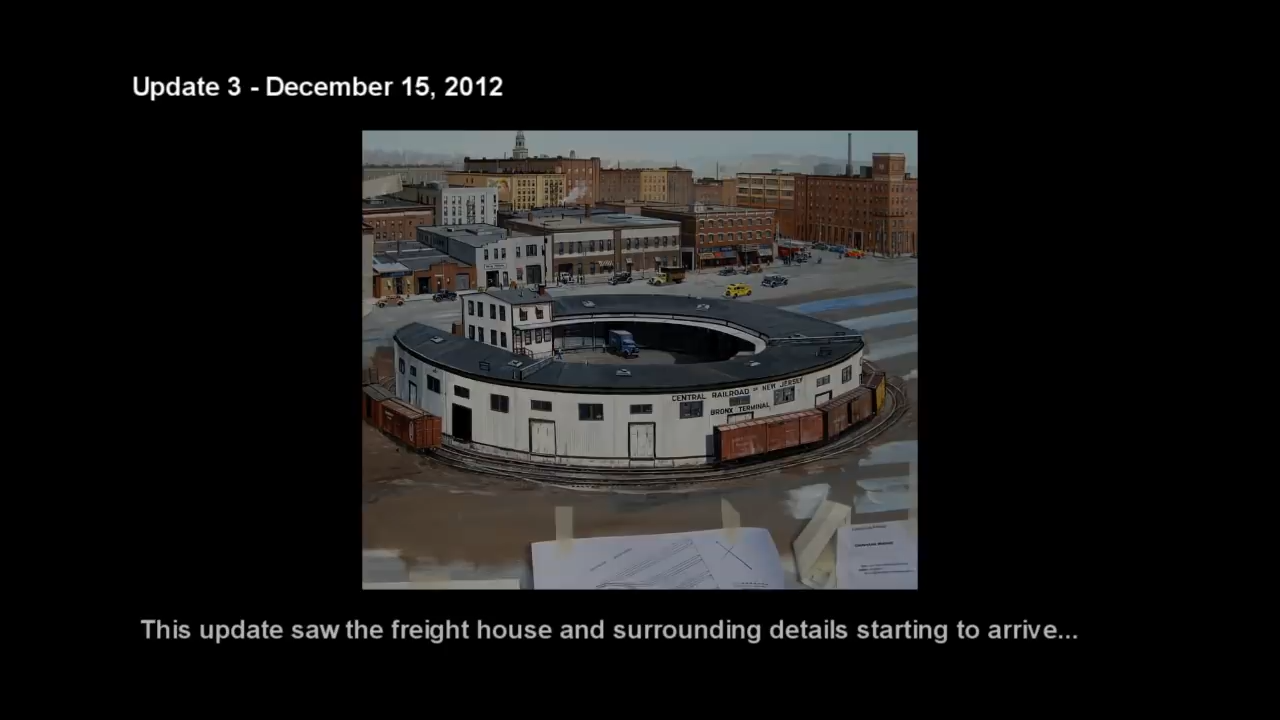 Update 3 - December 15, 2012
CENTRAL RAILROAD OF NEW JERSEY
BRONX TERMINAL
This update saw the freight house and surrounding details starting to arrive...